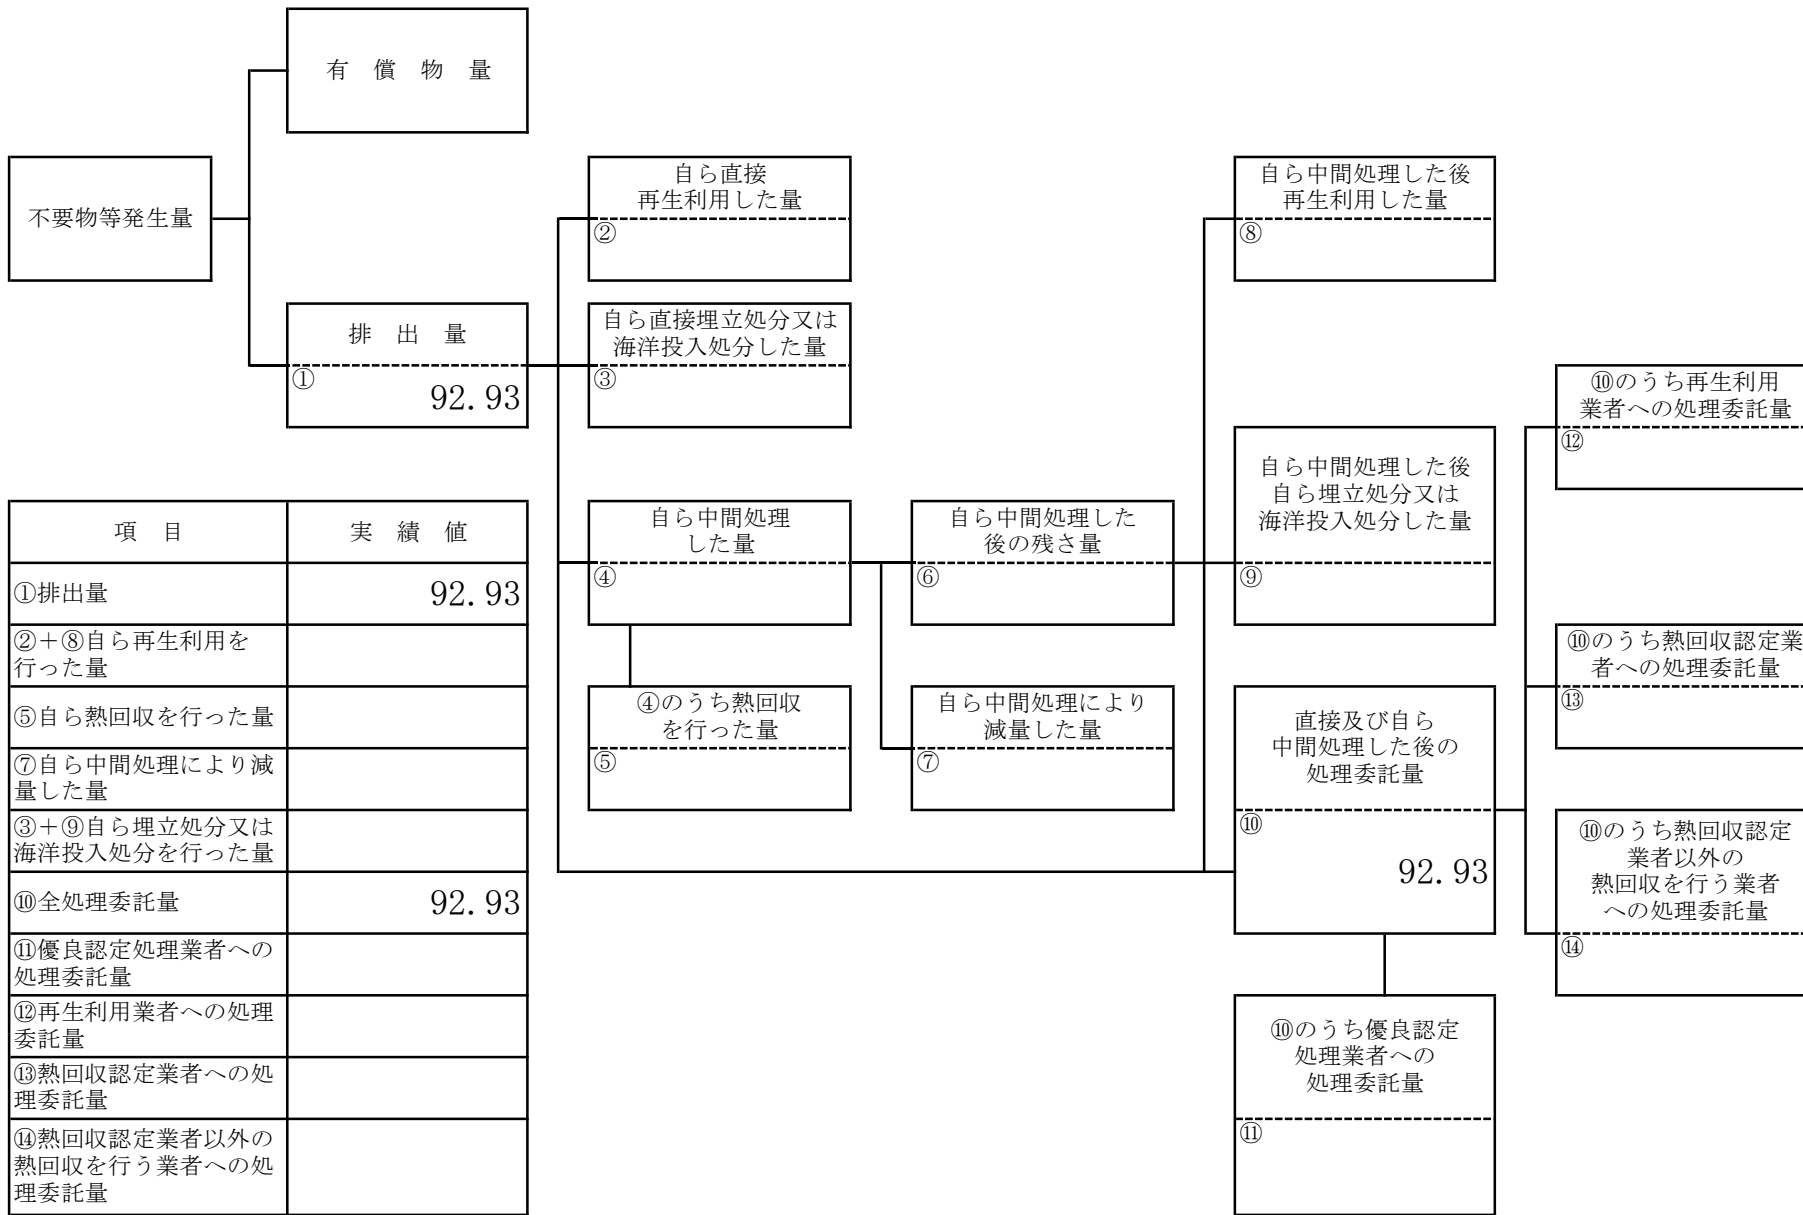 有　償　物　量
不要物等発生量
自ら直接
再生利用した量
②
自ら中間処理した後
再生利用した量
⑧
排　出　量
①
92.93
自ら直接埋立処分又は
海洋投入処分した量
③
⑩のうち再生利用
業者への処理委託量
⑫
自ら中間処理した後
自ら埋立処分又は
海洋投入処分した量
⑨
自ら中間処理
した量
④
自ら中間処理した
後の残さ量
⑥
④のうち熱回収
を行った量
⑤
自ら中間処理により
減量した量
⑦
⑩のうち熱回収認定業
者への処理委託量
⑬
直接及び自ら
中間処理した後の
処理委託量
⑩
92.93
⑩のうち熱回収認定
業者以外の
熱回収を行う業者
への処理委託量
⑭
⑩のうち優良認定
処理業者への
処理委託量
⑪
項　目　実　績　値
①排出量　92.93
②＋⑧自ら再生利用を
行った量
⑤自ら熱回収を行った量
⑦自ら中間処理により減
量した量
③＋⑨自ら埋立処分又は
海洋投入処分を行った量
⑩全処理委託量　92.93
⑪優良認定処理業者への
処理委託量
⑫再生利用業者への処理
委託量
⑬熱回収認定業者への処
理委託量
⑭熱回収認定業者以外の
熱回収を行う業者への処
理委託量